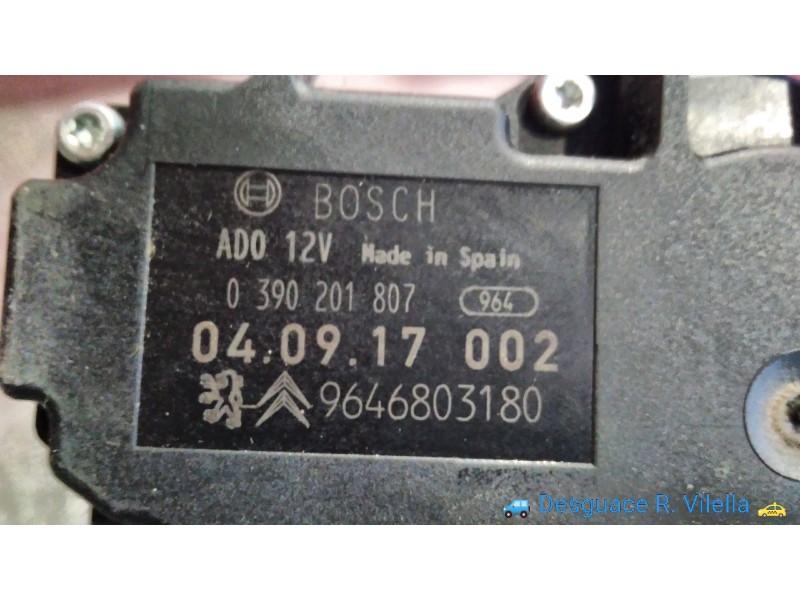 BOSCH
ADO 12V Made in Spain
0 390 201 807 964
04.09.17 002
9646803180
Desguace R. Vilella